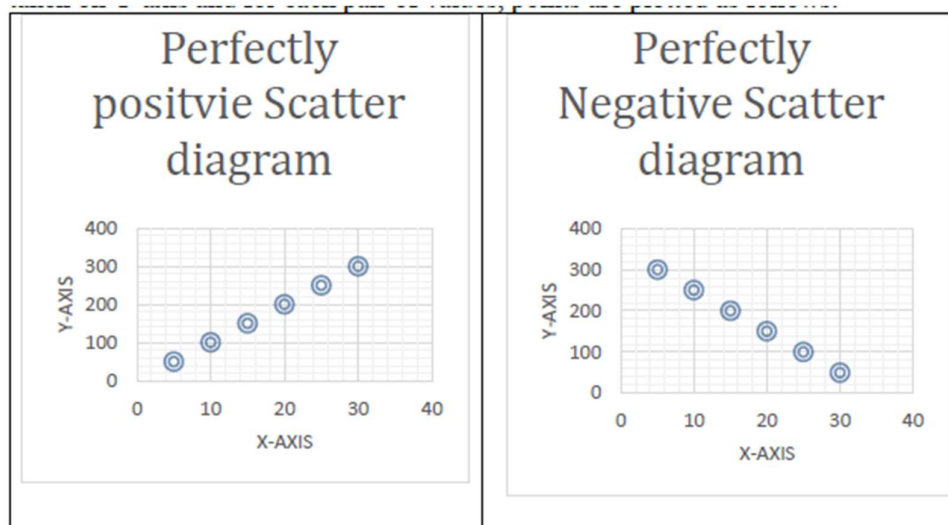 Perfectly
positvie Scatter
diagram
400
300
200
100
0
Y-AXIS
0 10 20 30 40
X-AXIS
Perfectly
Negative Scatter
diagram
400
300
200
100
0
Y-AXIS
0 10 20 30 40
X-AXIS